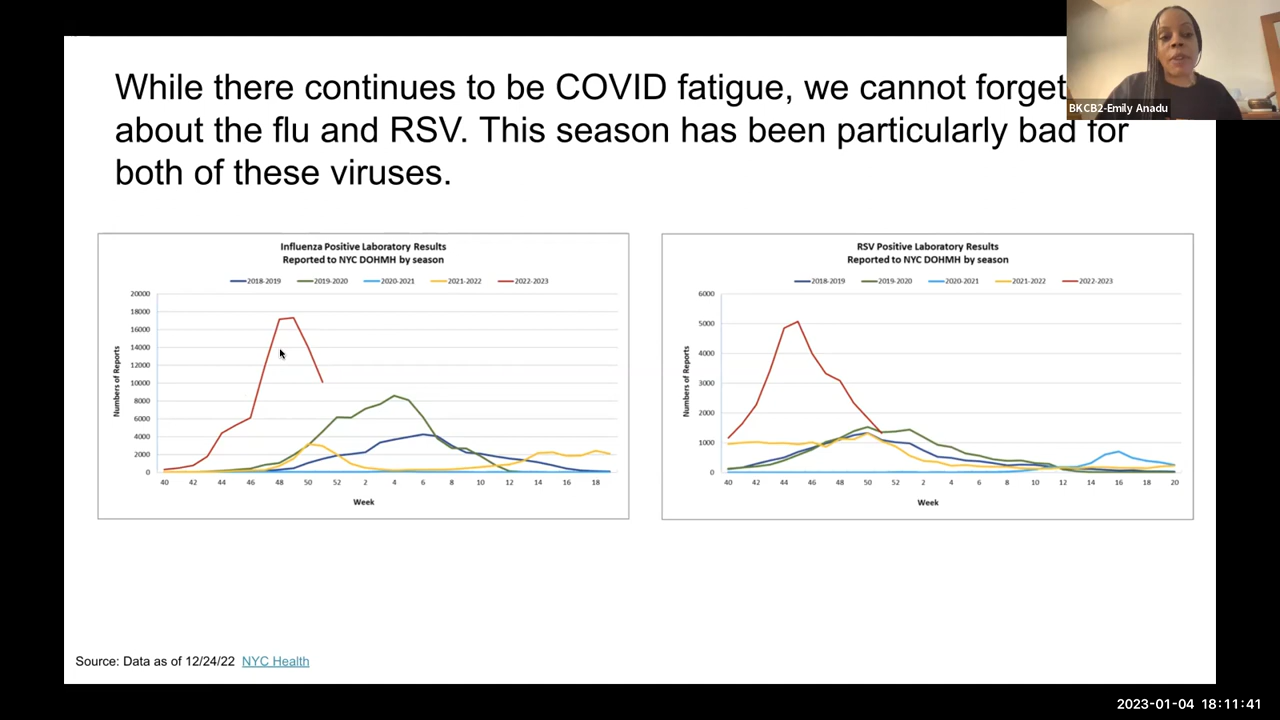 While there continues to be COVID fatigue, we cannot forget
about the flu and RSV. This season has been particularly bad for
both of these viruses.
BKCB2-Emily Anadu
Influenza Positive Laboratory Results
Reported to NYC DOHMH by season
2018-2019 2019-2020 2020-2021 2021-2022 2022-2023
20000
18000
16000
14000
12000
10000
8000
6000
4000
2000
0
Numbers of Reports
40 42 44 46 48 50 2 4 6 8 10 12 14 16 18
Week
RSV Positive Laboratory Results
Reported to NYC DOHMH by season
2018-2019 2019-2020 2020-2021 2021-2022 2022-2023
6000
5000
4000
3000
2000
1000
0
Numbers of Reports
40 42 44 46 48 50 52 2 4 6 8 10 12 14 16 18 20
Week
Source: Data as of 12/24/22 NYC Health
2023-01-04 18:11:41